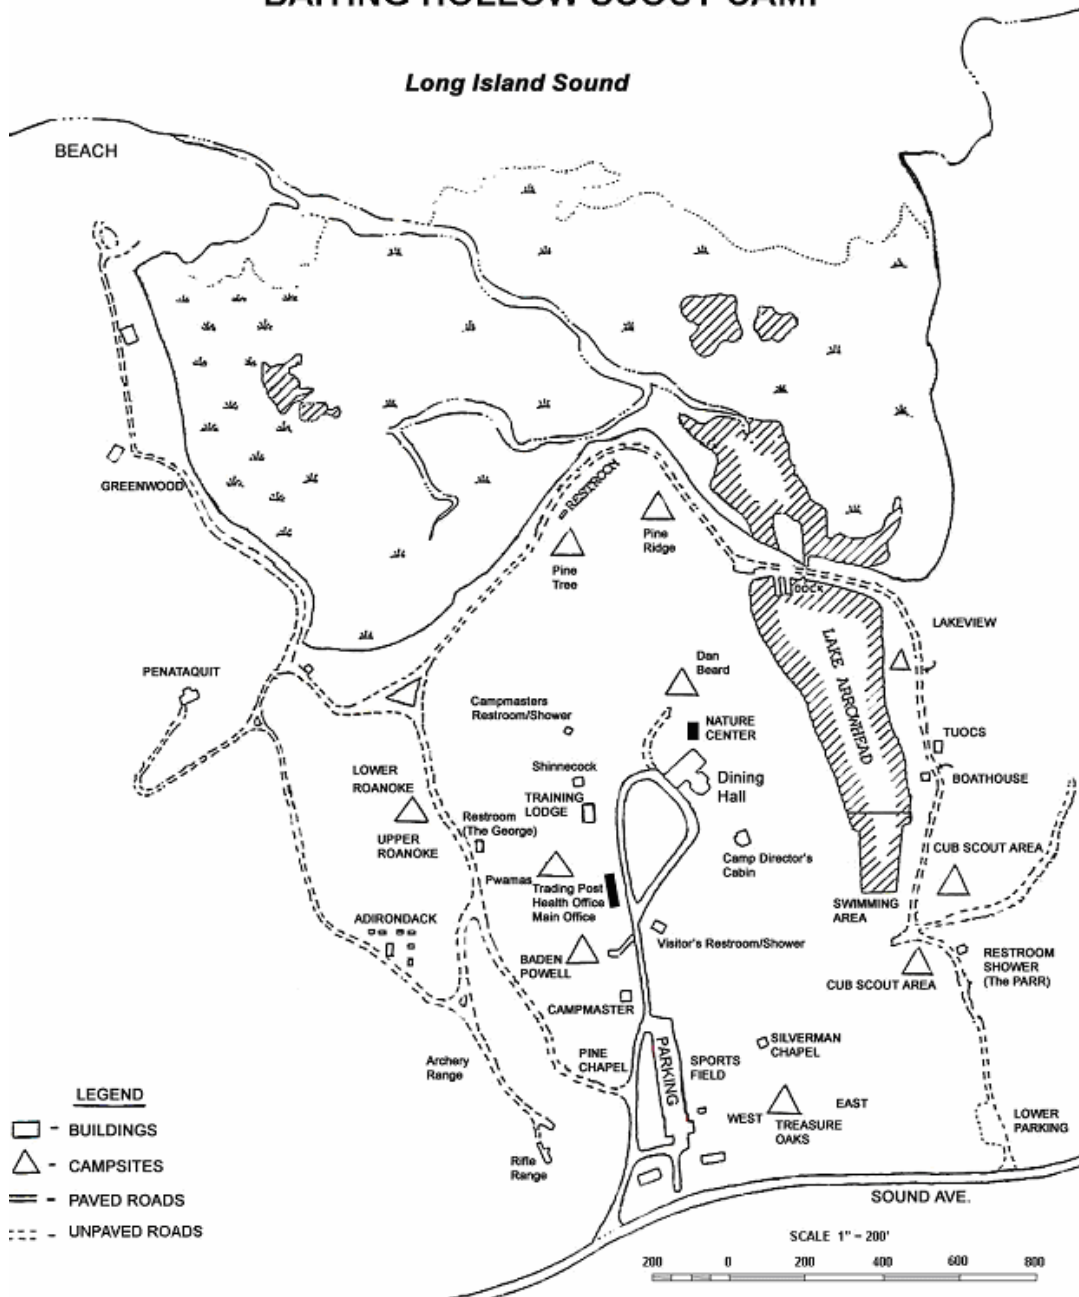 BAITING HOLLOW SCOUT CAMP
Long Island Sound
BEACH
GREENWOOD
RESTROON
Pine
Ridge
Pine
Tree
DOCK
LAKEVIEW
LAKE ARROWHEAD
PENATAQUIT
Dan
Beard
Campmasters
Restroom/Shower
NATURE
CENTER
TUOCS
LOWER
ROANOKE
Shinnecock
Dining
Hall
BOATHOUSE
TRAINING
LODGE
Restroom
(The George)
UPPER
ROANOKE
CUB SCOUT AREA
Camp Director's
Cabin
Pwamas
Trading Post
Health Office
Main Office
SWIMMING
AREA
ADIRONDACK
Visitor's Restroom/Shower
BADEN
POWELL
RESTROOM
SHOWER
(The PARR)
CUB SCOUT AREA
CAMPMASTER
SILVERMAN
CHAPEL
PINE
CHAPEL
PARKING
SPORTS
FIELD
Archery
Range
LEGEND
BUILDINGS
CAMPSITES
PAVED ROADS
UNPAVED ROADS
WEST
EAST
TREASURE
OAKS
LOWER
PARKING
Rifle
Range
SOUND AVE.
SCALE 1" = 200'
200 0 200 400 600 800